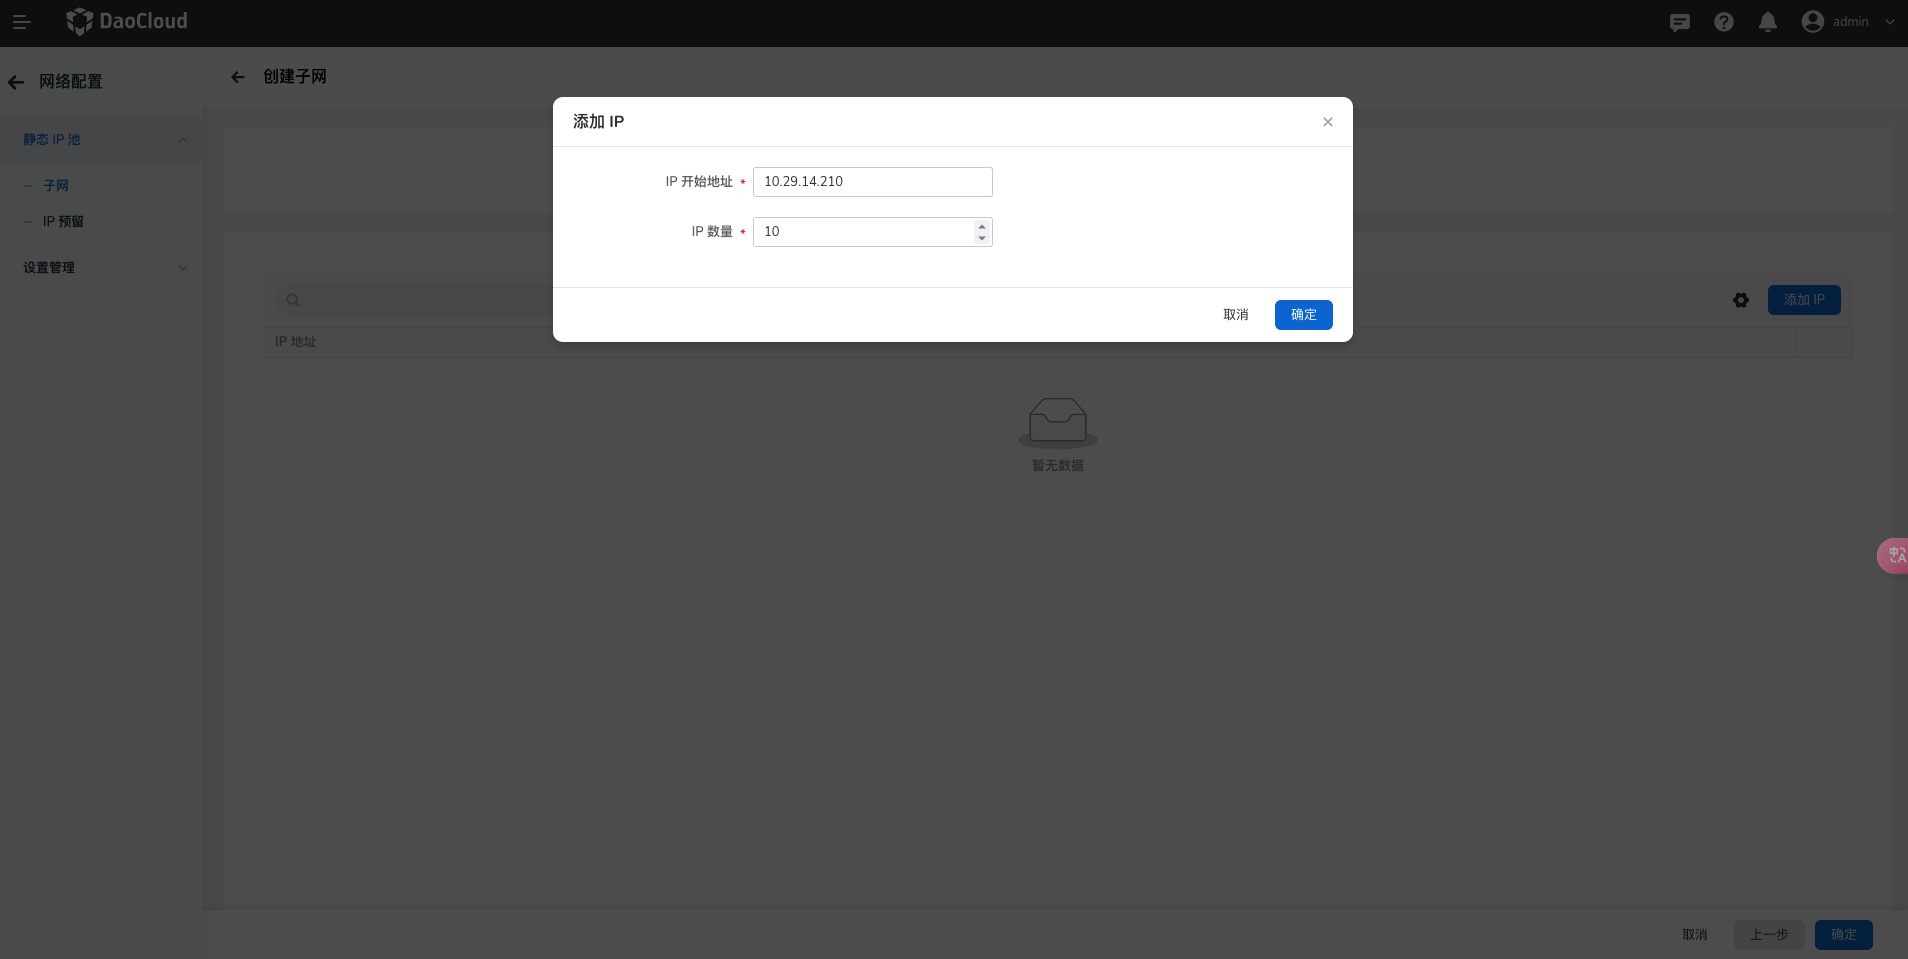 DaoCloud
admin
网络配置
创建子网
静态 IP 池
子网
IP 预留
设置管理
添加 IP
IP 开始地址 *
10.29.14.210
IP 数量 *
10
取消
确定
添加 IP
IP 地址
暂无数据
中A
取消
上一步
确定